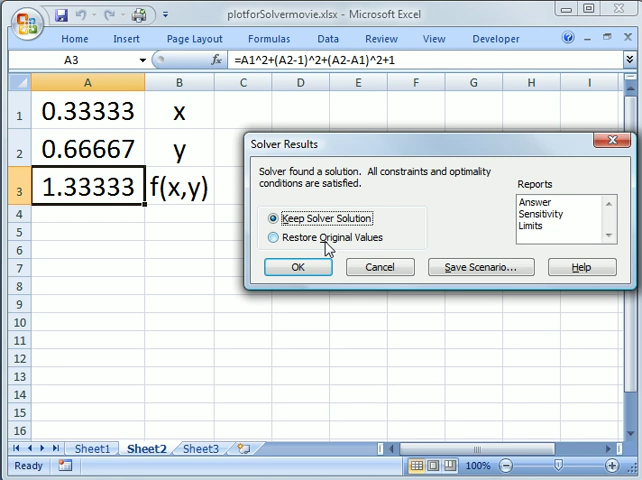 plotforSolvermovie.xlsx - Microsoft Excel
Home Page Layout Formulas Data Review View Developer
A3 fx =A1^2+(A2-1)^2+(A2-A1)^2+1
A B C D E F G H I
1 0.33333 x
2 0.66667 y
3 1.33333 f(x,y)
4
5
6
7
8
9
10
11
12
13
14
15
16
Solver Results
Solver found a solution. All constraints and optimality
conditions are satisfied.
Reports
Keep Solver Solution
Restore Original Values
Answer
Sensitivity
Limits
OK Cancel Save Scenario... Help
Sheet1 Sheet2 Sheet3
Ready 100%